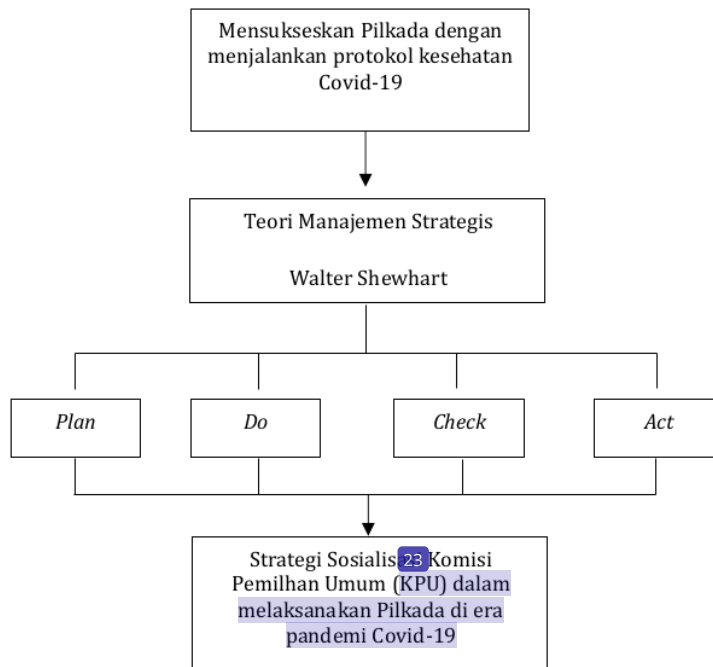 Mensukseskan Pilkada dengan
menjalankan protokol kesehatan
Covid-19
Teori Manajemen Strategis
Walter Shewhart
Plan
Do
Check
Act
Strategi Sosialis 23 Komisi
Pemilhan Umum (KPU) dalam
melaksanakan Pilkada di era
pandemi Covid-19